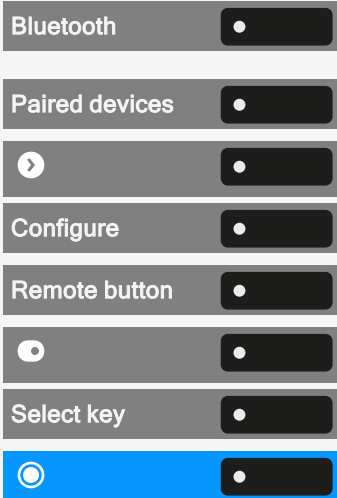 Bluetooth
Paired devices
Configure
Remote button
Select key